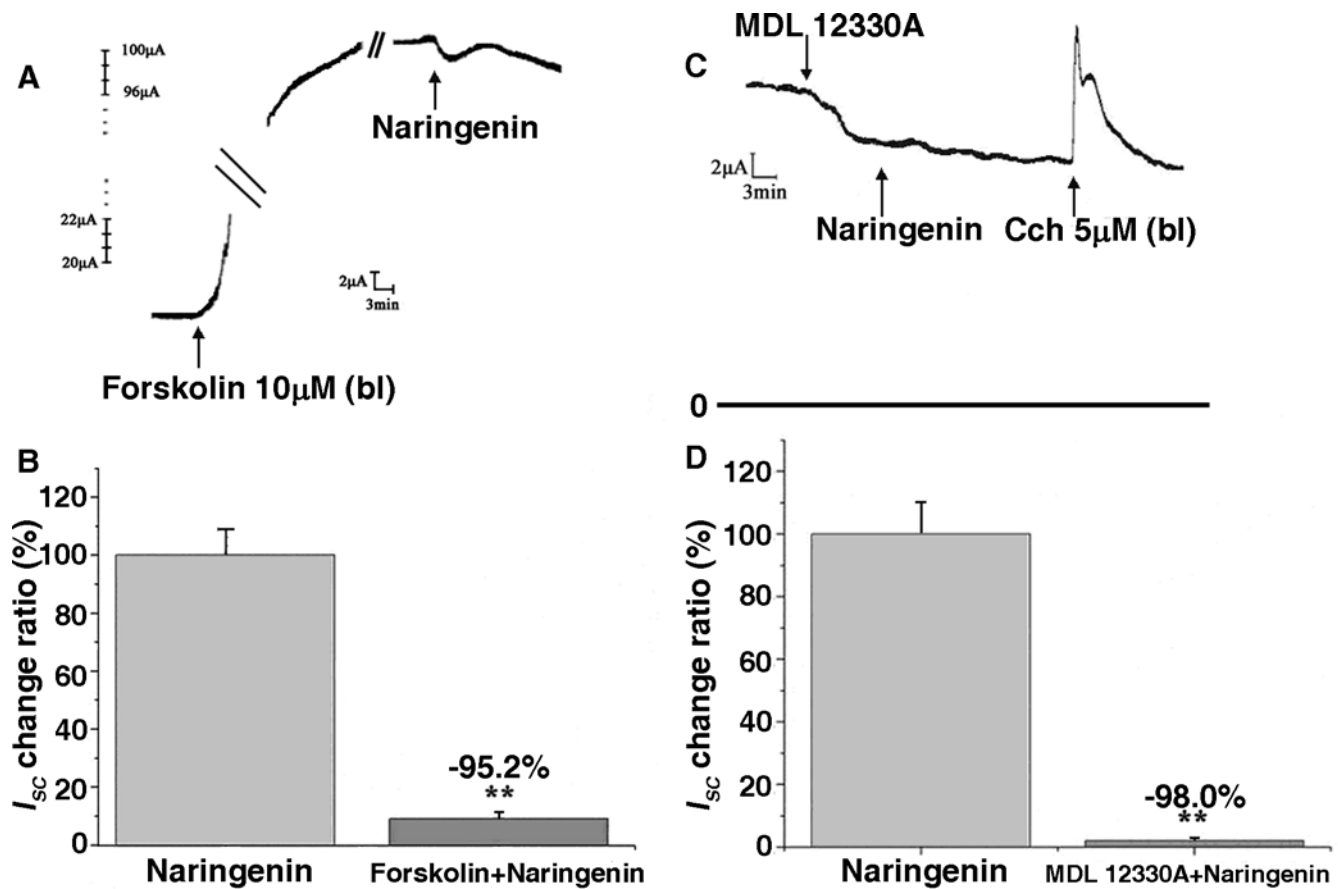 A
100µA
96µA
Naringenin
22µA
20µA
2µA
3min
Forskolin 10µM (bl)
MDL 12330A
C
2µA
3min
Naringenin
Cch 5µM (bl)
0
B
Isc change ratio (%)
120
100
80
60
40
20
0
-95.2%
**
Naringenin
Forskolin+Naringenin
D
Isc change ratio (%)
120
100
80
60
40
20
0
-98.0%
**
Naringenin
MDL 12330A+Naringenin